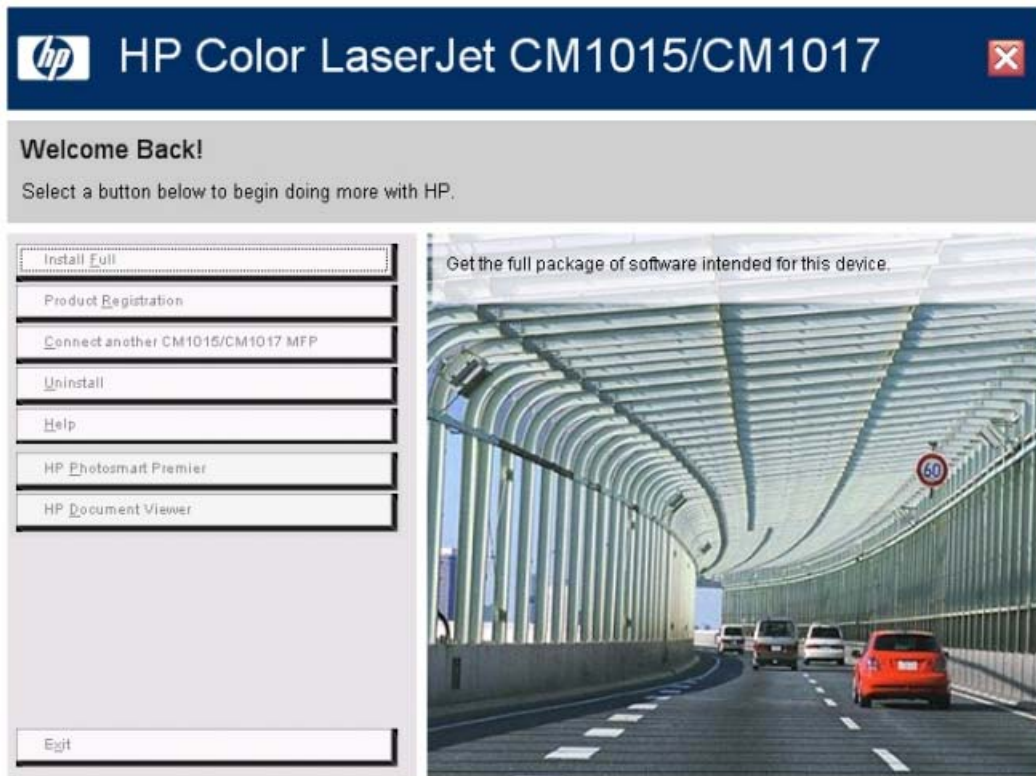 hp HP Color LaserJet CM1015/CM1017
Welcome Back!
Select a button below to begin doing more with HP.
Install Full
Product Registration
Connect another CM1015/CM1017 MFP
Uninstall
Help
HP Photosmart Premier
HP Document Viewer
Exit
Get the full package of software intended for this device.
60